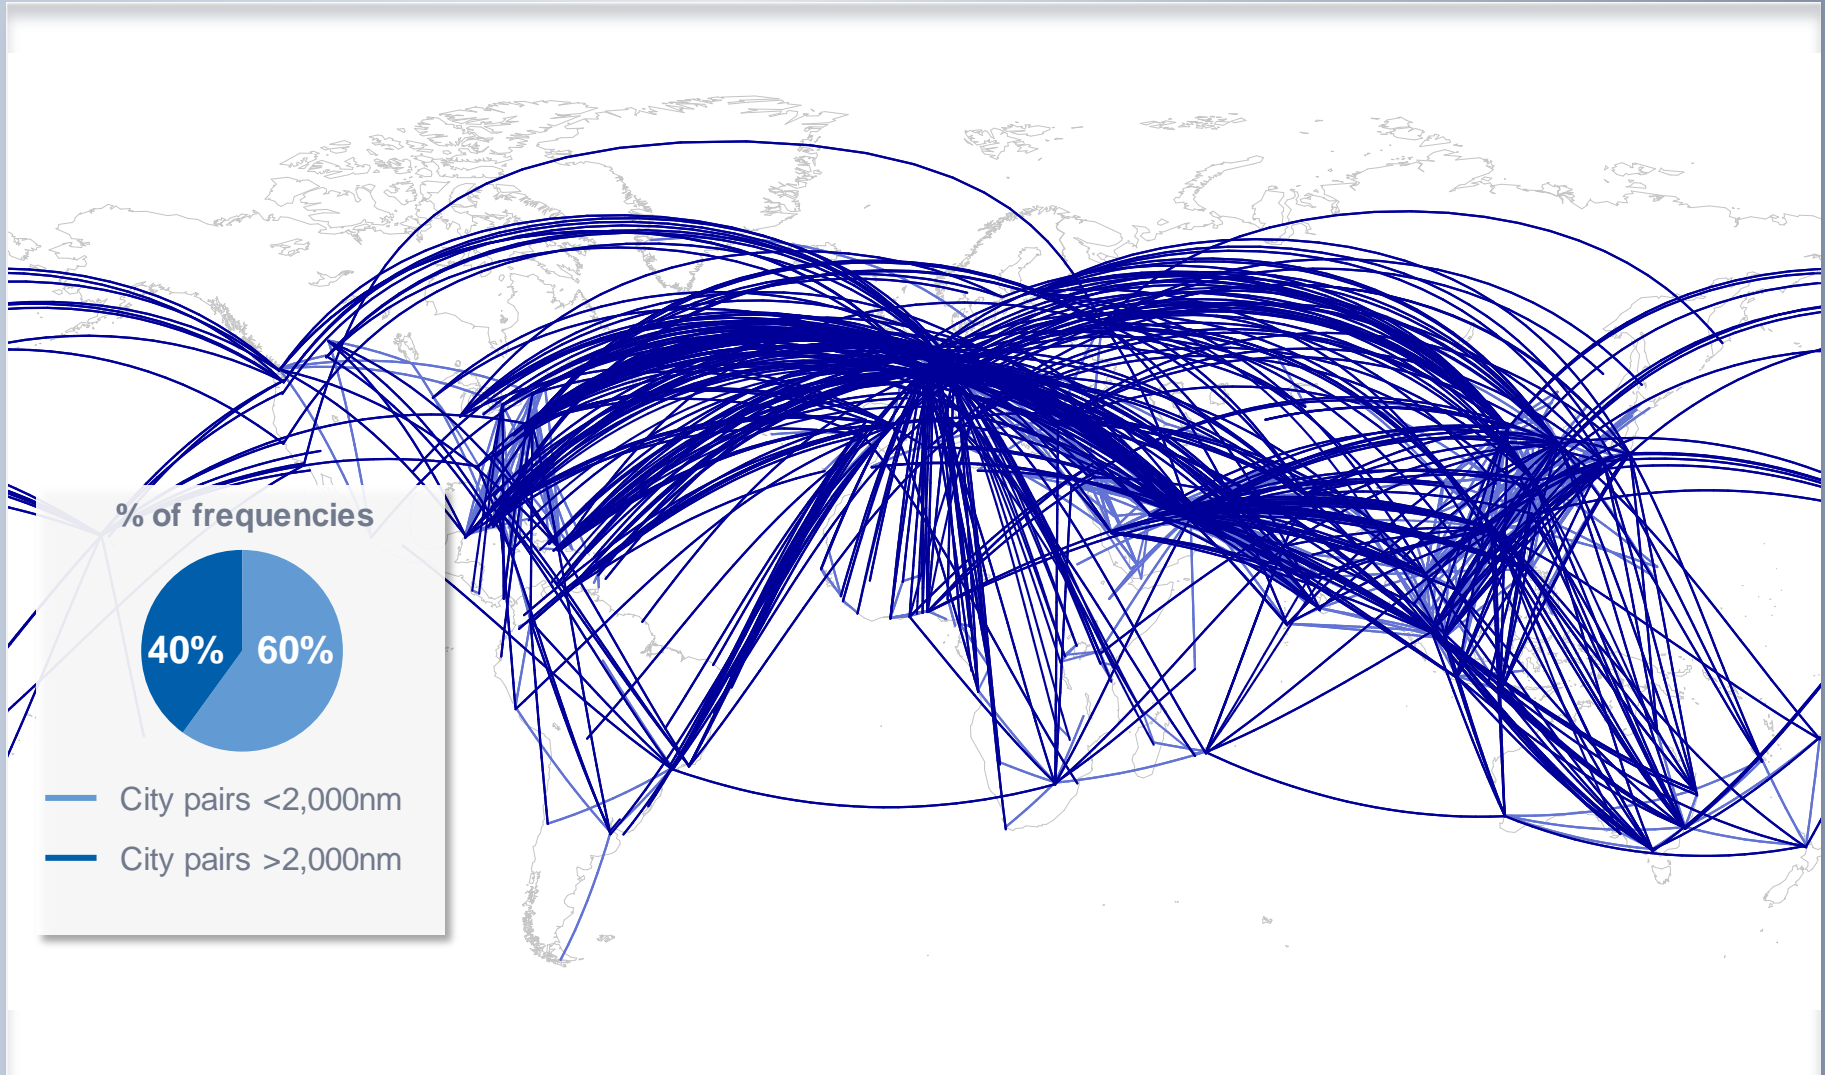 % of frequencies
40% 60%
City pairs <2,000nm
City pairs >2,000nm